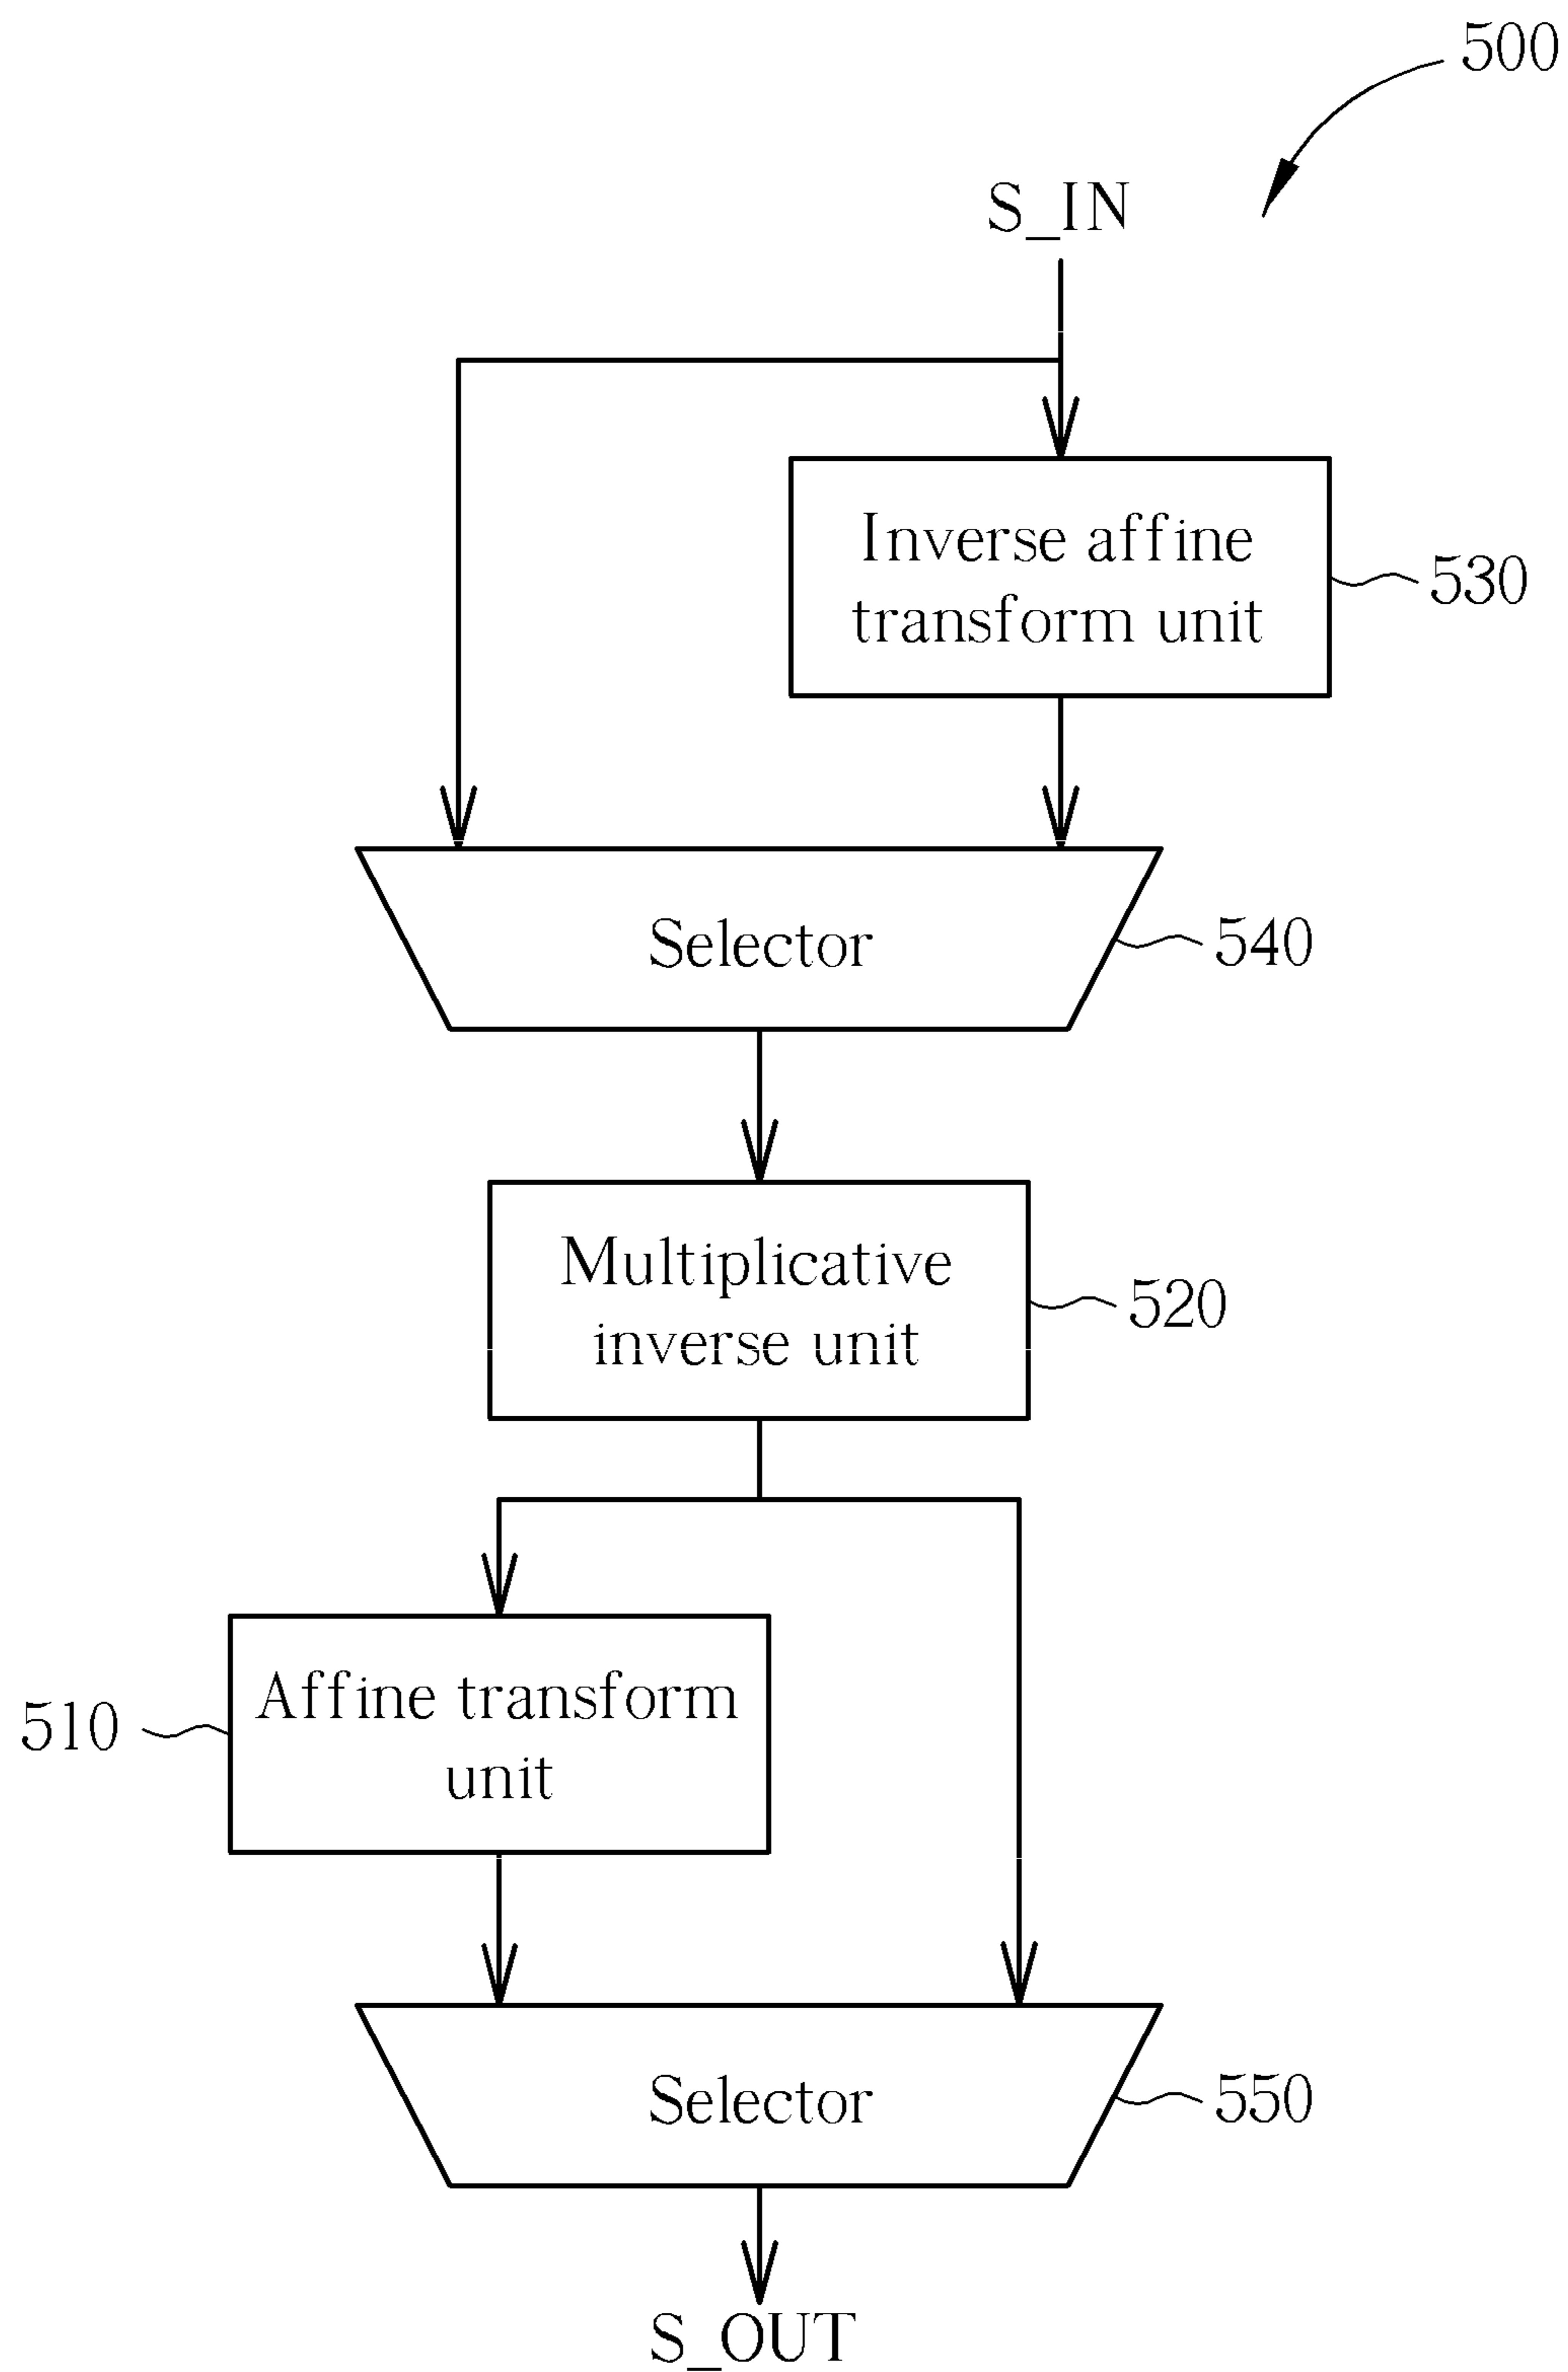 500
S_IN
Inverse affine
transform unit
530
Selector
540
Multiplicative
inverse unit
520
Affine transform
unit
510
Selector
550
S_OUT